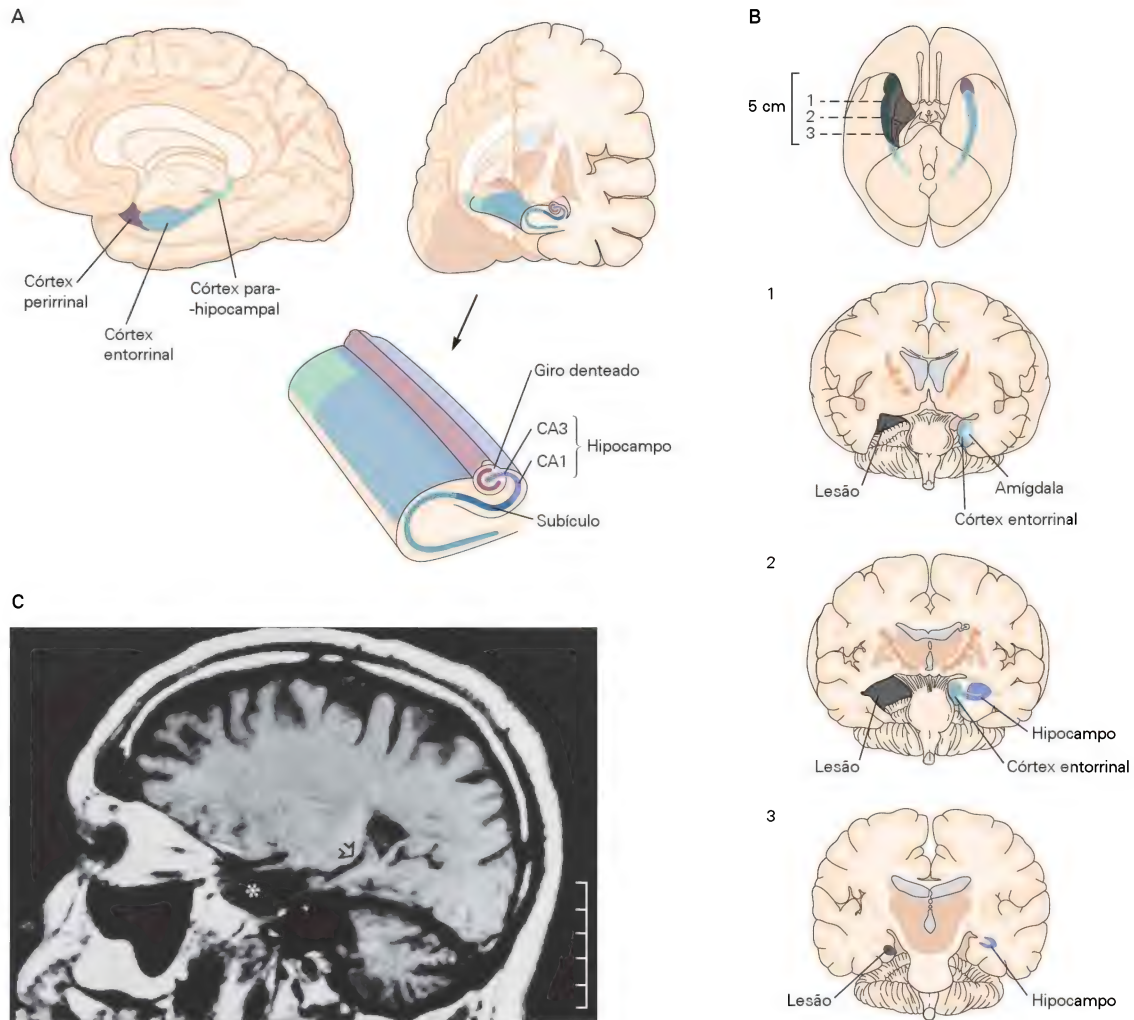 A
Córtex
perirrinal
Córtex
entorrinal
Córtex para-
-hipocampal
Giro denteado
CA3
CA1
Hipocampo
Subículo
B
5 cm
1
2
3
1
Lesão
Amígdala
Córtex entorrinal
2
Hipocampo
Lesão
Córtex entorrinal
3
Lesão
Hipocampo
C
*